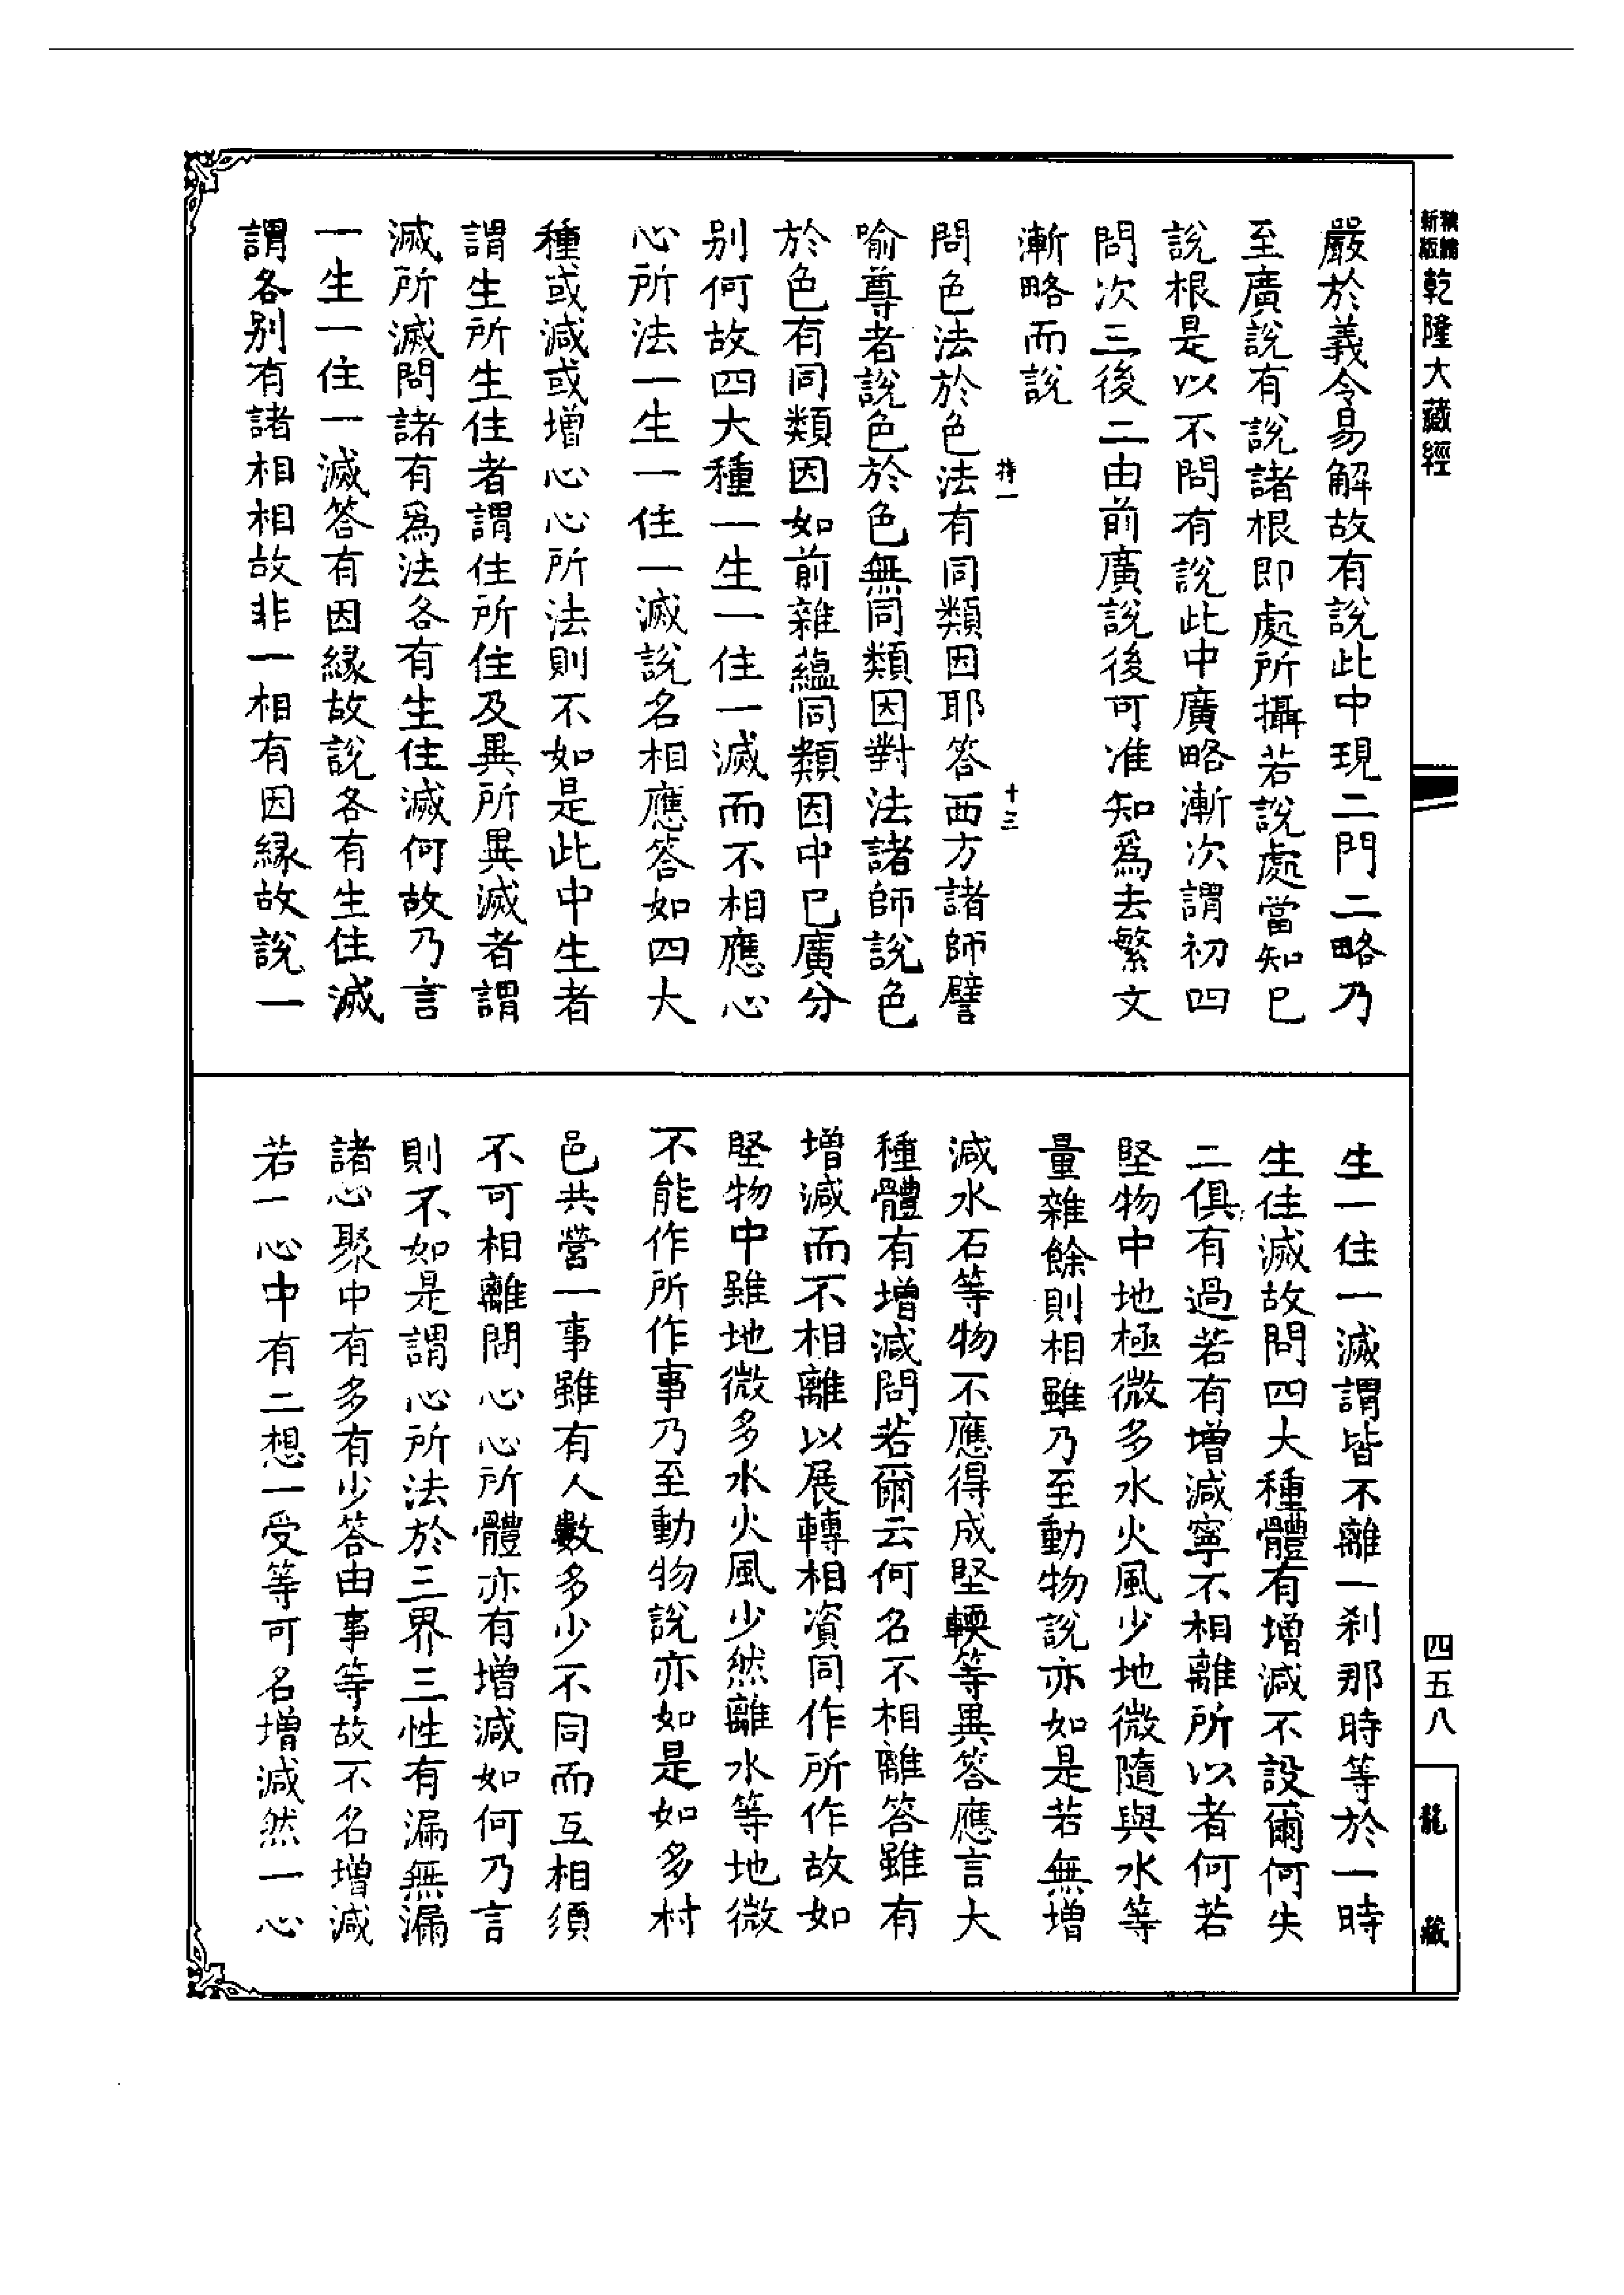 新版
乾隆大藏經
嚴於義令易解故有說此中現二門二略乃
至廣說有說諸根即處所攝若說處當知已
說根是以不問有說此中廣略漸次謂初四
問次三後二由前廣說後可准知爲去繁文
漸略而說
持一
十三
問色法於色法有同類因耶答西方諸師譬
喻尊者說色於色無同類因對法諸師說色
於色有同類因如前雜蘊同類因中已廣分
别何故四大種一生一住一滅而不相應心
心所法一生一住一滅說名相應答如四大
種或減或增心心所法則不如是此中生者
謂生所生住者謂住所住及異所異滅者謂
滅所滅問諸有爲法各有生住滅何故乃言
一生一住一滅答有因緣故說各有生住滅
謂各别有諸相相故非一相有因緣故說一
生一住一滅謂皆不離一刹那時等於一時
生住滅故問四大種體有增減不設爾何失
二俱有過若有增減寧不相離所以者何若
堅物中地極微多水火風少地微隨與水等
量雜餘則相雖乃至動物說亦如是若無增
減水石等物不應得成堅輭等異答應言大
種體有增減問若爾云何名不相離答雖有
增減而不相離以展轉相資同作所作故如
堅物中雖地微多水火風少然離水等地微
不能作所作事乃至動物說亦如是如多村
邑共營一事雖有人數多少不同而互相須
不可相離問心心所體亦有增減如何乃言
則不如是謂心所法於三界三性有漏無漏
諸心聚中有多有少答由事等故不名增減
若一心中有二想一受等可名增減然一心
四五八
龍藏